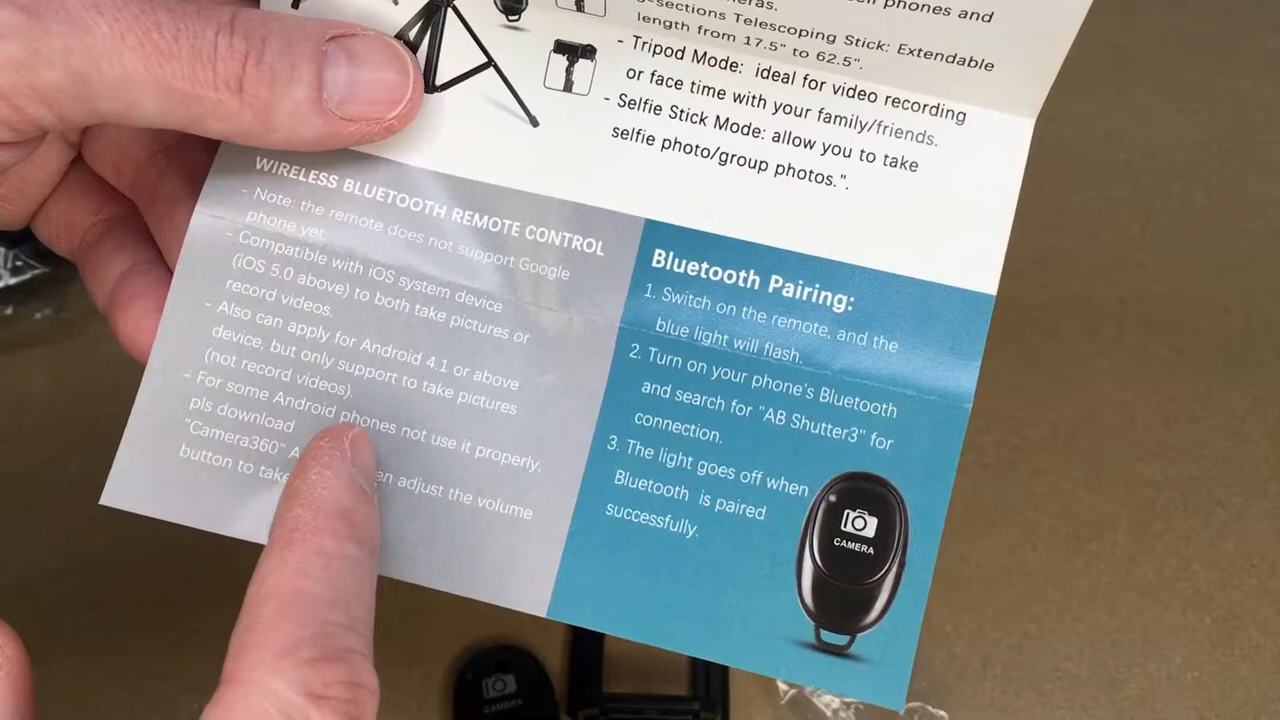 phones and
sections Telescoping Stick: Extendable
length from 17.5" to 62.5".
- Tripod Mode: ideal for video recording
or face time with your family/friends.
- Selfie Stick Mode: allow you to take
selfie photo/group photos.".
WIRELESS BLUETOOTH REMOTE CONTROL
- Note: the remote does not support Google
phone yet.
- Compatible with iOS system device
(iOS 5.0 above) to both take pictures or
record videos.
- Also can apply for Android 4.1 or above
device, but only support to take pictures
(not record videos).
- For some Android phones not use it properly,
pls download
"Camera360" adjust the volume
button to take
Bluetooth Pairing:
1. Switch on the remote, and the
blue light will flash.
2. Turn on your phone's Bluetooth
and search for "AB Shutter3" for
connection.
3. The light goes off when
Bluetooth is paired
successfully.
CAMERA
CAMERA